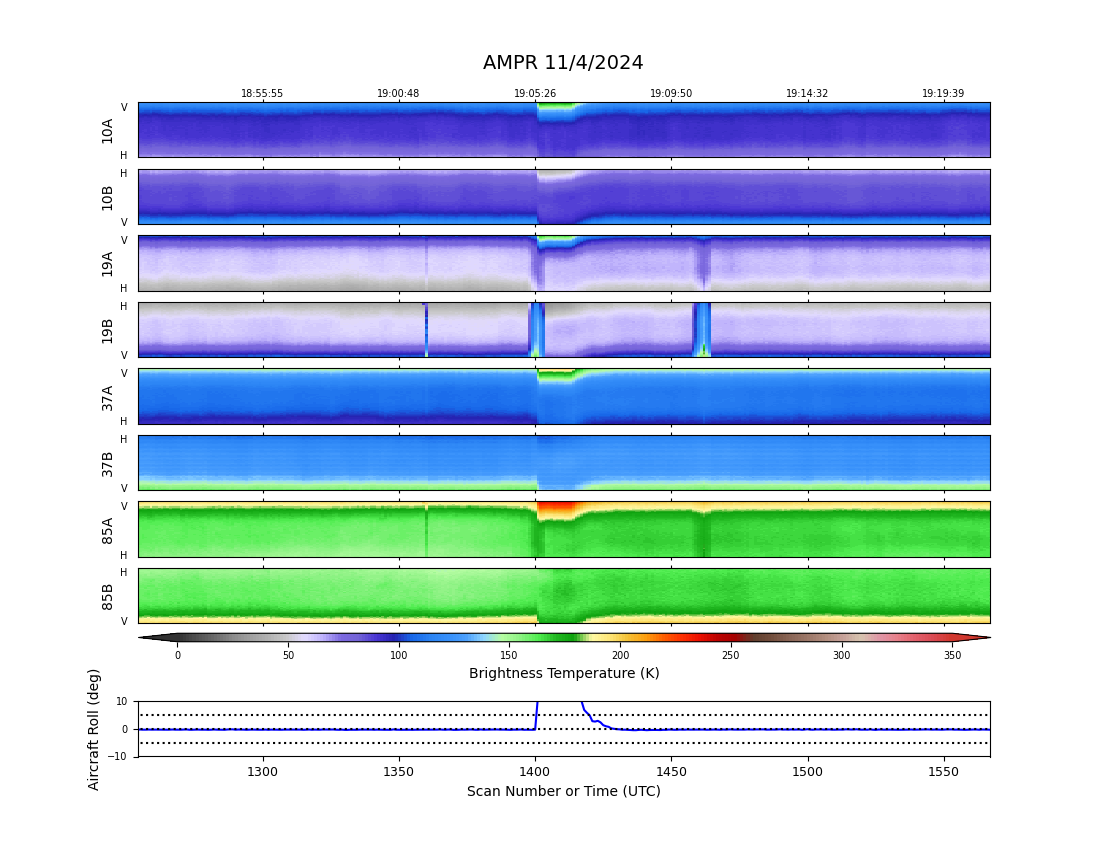 AMPR 11/4/2024
18:55:55 19:00:48 19:05:26 19:09:50 19:14:32 19:19:39
V
10A
H
H
10B
V
V
19A
H
H
19B
V
V
37A
H
H
37B
V
V
85A
H
H
85B
V
0 50 100 150 200 250 300 350
Brightness Temperature (K)
Aircraft Roll (deg)
10
0
−10
1300 1350 1400 1450 1500 1550
Scan Number or Time (UTC)